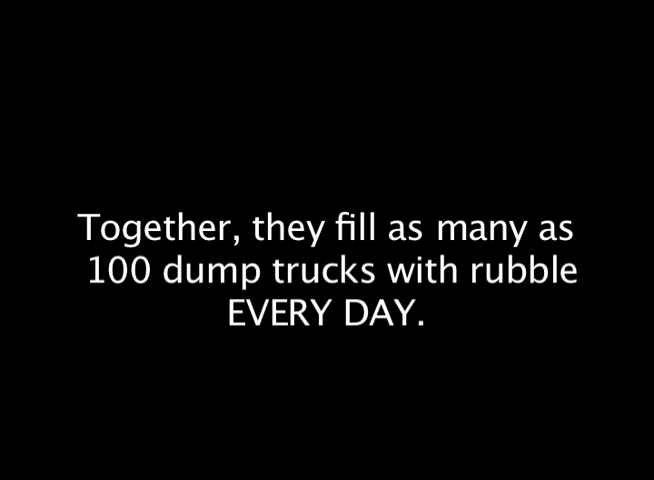 Together, they fill as many as
100 dump trucks with rubble
EVERY DAY.